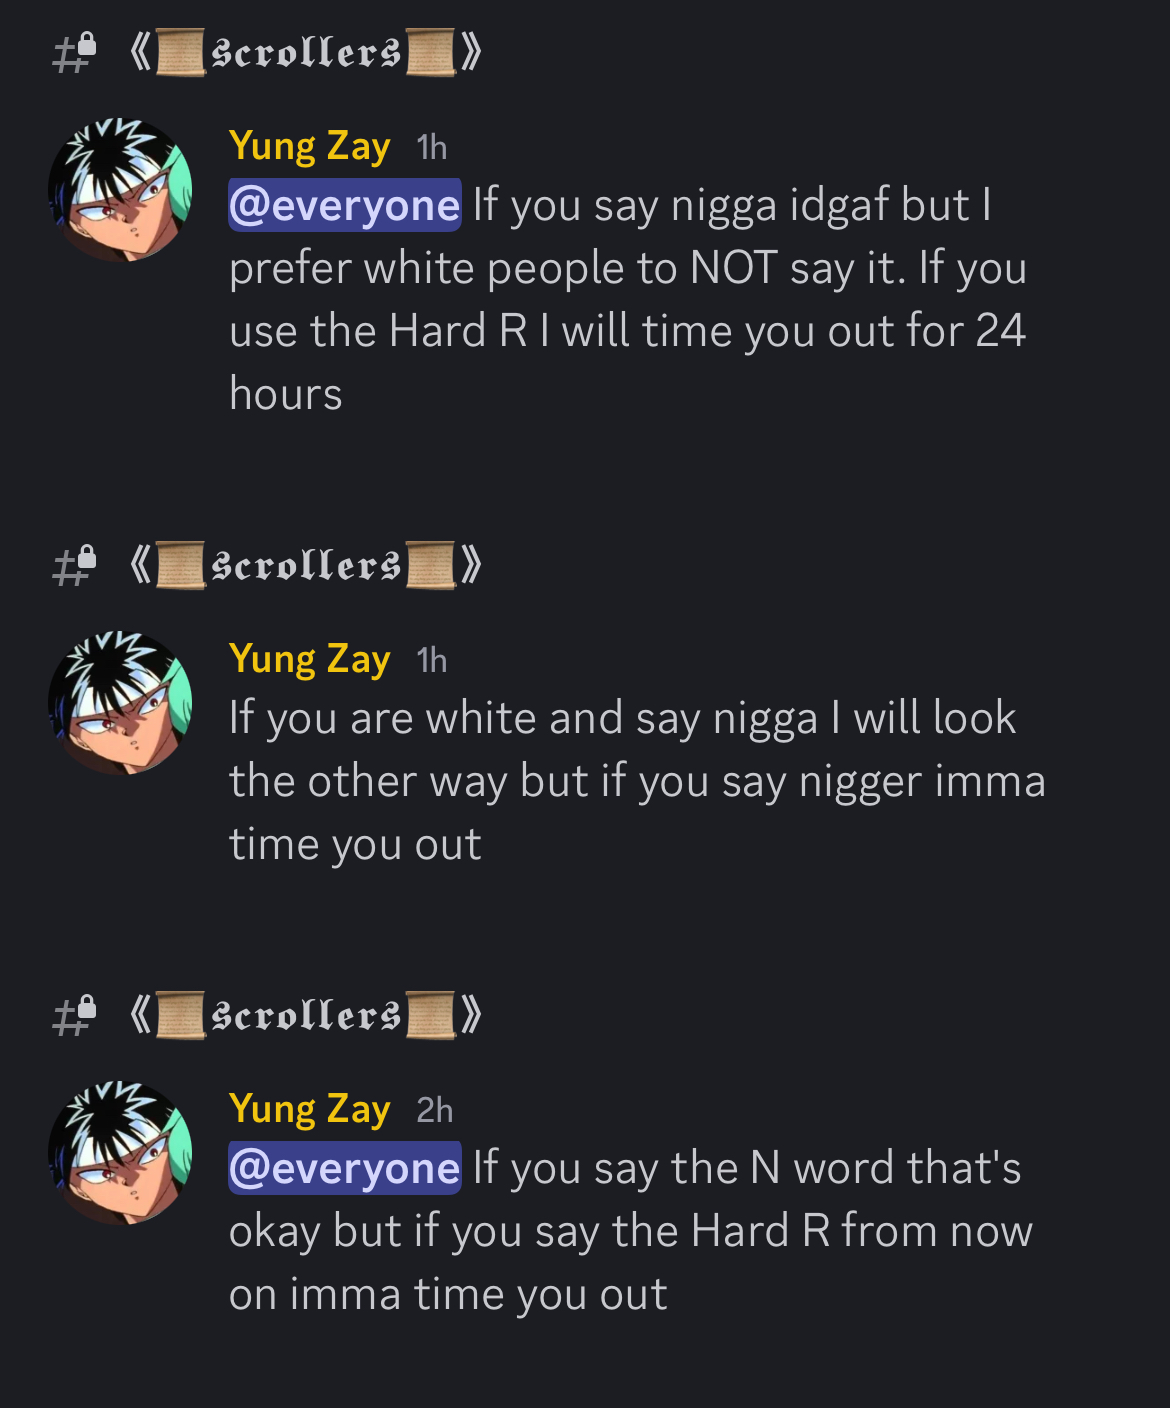 《📜𝖘𝖈𝖗𝖔𝖑𝖑𝖊𝖗𝖘📜》
Yung Zay 1h
@everyone If you say nigga idgaf but I
prefer white people to NOT say it. If you
use the Hard R I will time you out for 24
hours
《📜𝖘𝖈𝖗𝖔𝖑𝖑𝖊𝖗𝖘📜》
Yung Zay 1h
If you are white and say nigga I will look
the other way but if you say nigger imma
time you out
《📜𝖘𝖈𝖗𝖔𝖑𝖑𝖊𝖗𝖘📜》
Yung Zay 2h
@everyone If you say the N word that's
okay but if you say the Hard R from now
on imma time you out